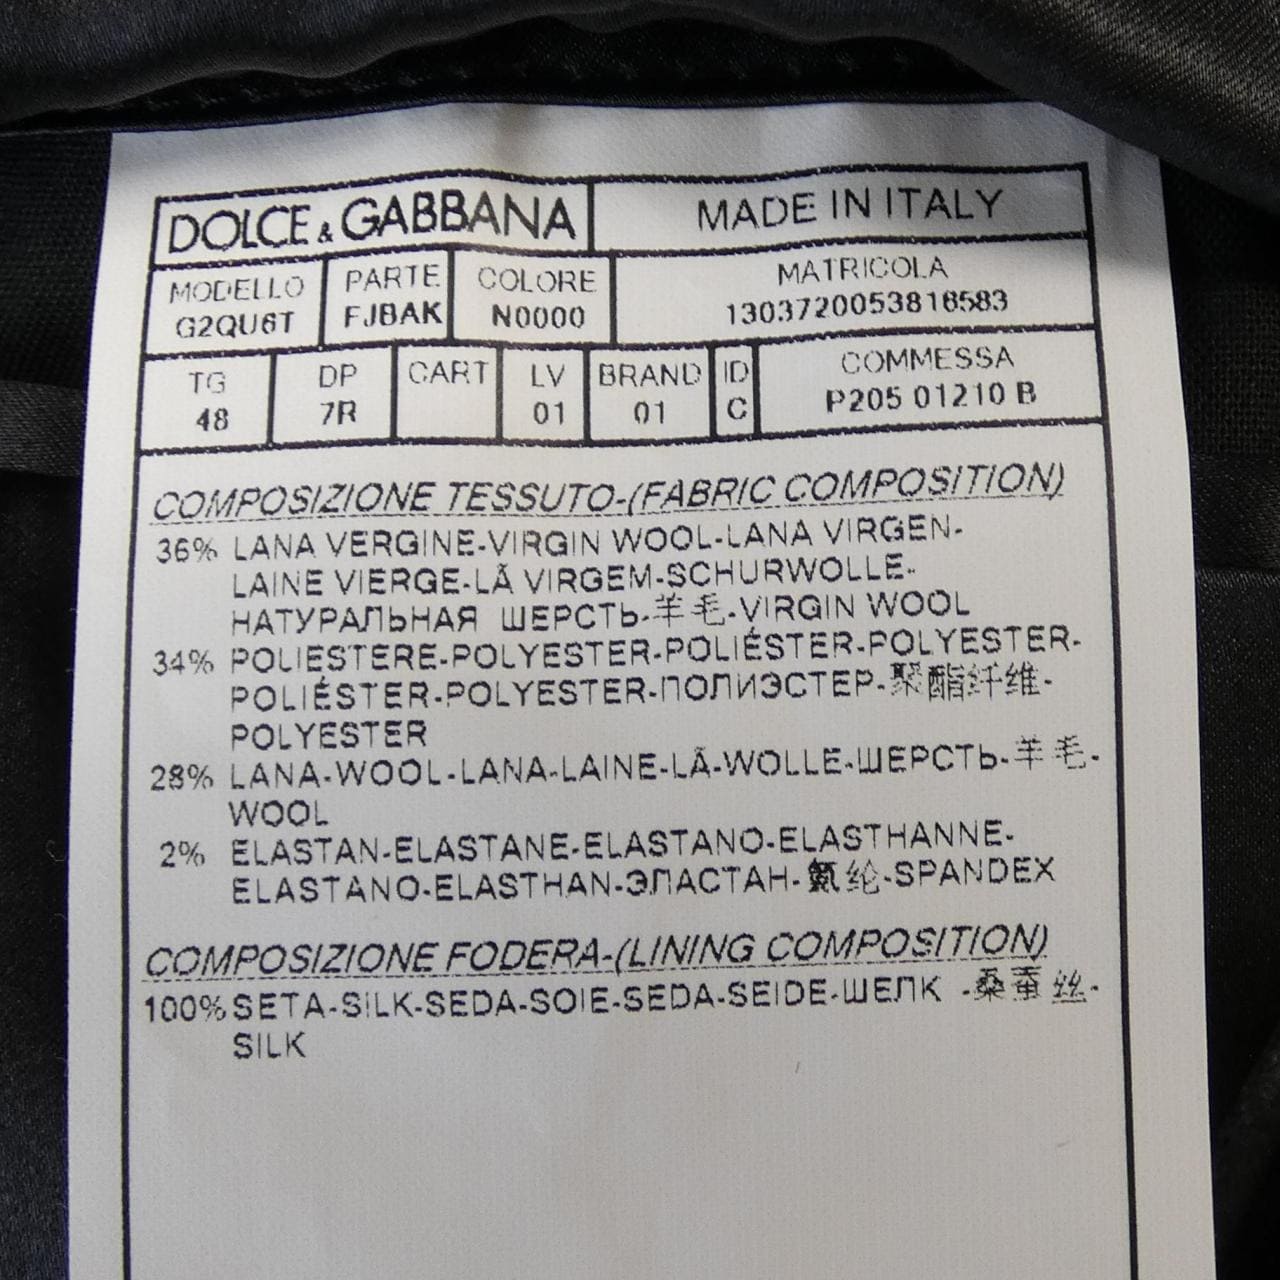 DOLCE & GABBANA MADE IN ITALY
MODELLO PARTE COLORE MATRICOLA
G2QU6T FJBAK N0000 1303720053816583
TG DP CART LV BRAND ID COMMESSA
48 7R 01 01 C P205 01210 B
COMPOSIZIONE TESSUTO-(FABRIC COMPOSITION)
36% LANA VERGINE-VIRGIN WOOL-LANA VIRGEN-
LAINE VIERGE-LÃ VIRGEM-SCHURWOLLE-
НАТУРАЛЬНАЯ ШЕРСТЬ-羊毛-VIRGIN WOOL
34% POLIESTERE-POLYESTER-POLIÉSTER-POLYESTER-
POLIÉSTER-POLYESTER-ПОЛИЭСТЕР-聚酯纤维-
POLYESTER
28% LANA-WOOL-LANA-LAINE-LÃ-WOLLE-ШЕРСТЬ-羊毛-
WOOL
2% ELASTAN-ELASTANE-ELASTANO-ELASTHANNE-
ELASTANO-ELASTHAN-ЭЛАСТАН-氨纶-SPANDEX
COMPOSIZIONE FODERA-(LINING COMPOSITION)
100% SETA-SILK-SEDA-SOIE-SEDA-SEIDE-ШЕЛК -桑蚕丝-
SILK